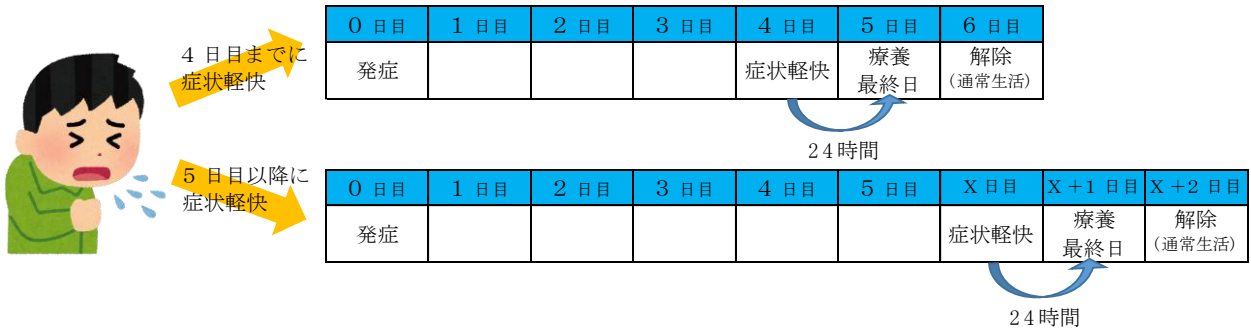 4 日目までに
症状軽快
0 日目 1 日目 2 日目 3 日目 4 日目 5 日目 6 日目
発症 症状軽快 療養 解除
最終日 (通常生活)
24時間
5 日目以降に
症状軽快
0 日目 1 日目 2 日目 3 日目 4 日目 5 日目 X 日目 X +1 日目 X +2 日目
発症 症状軽快 療養 解除
最終日 (通常生活)
24時間